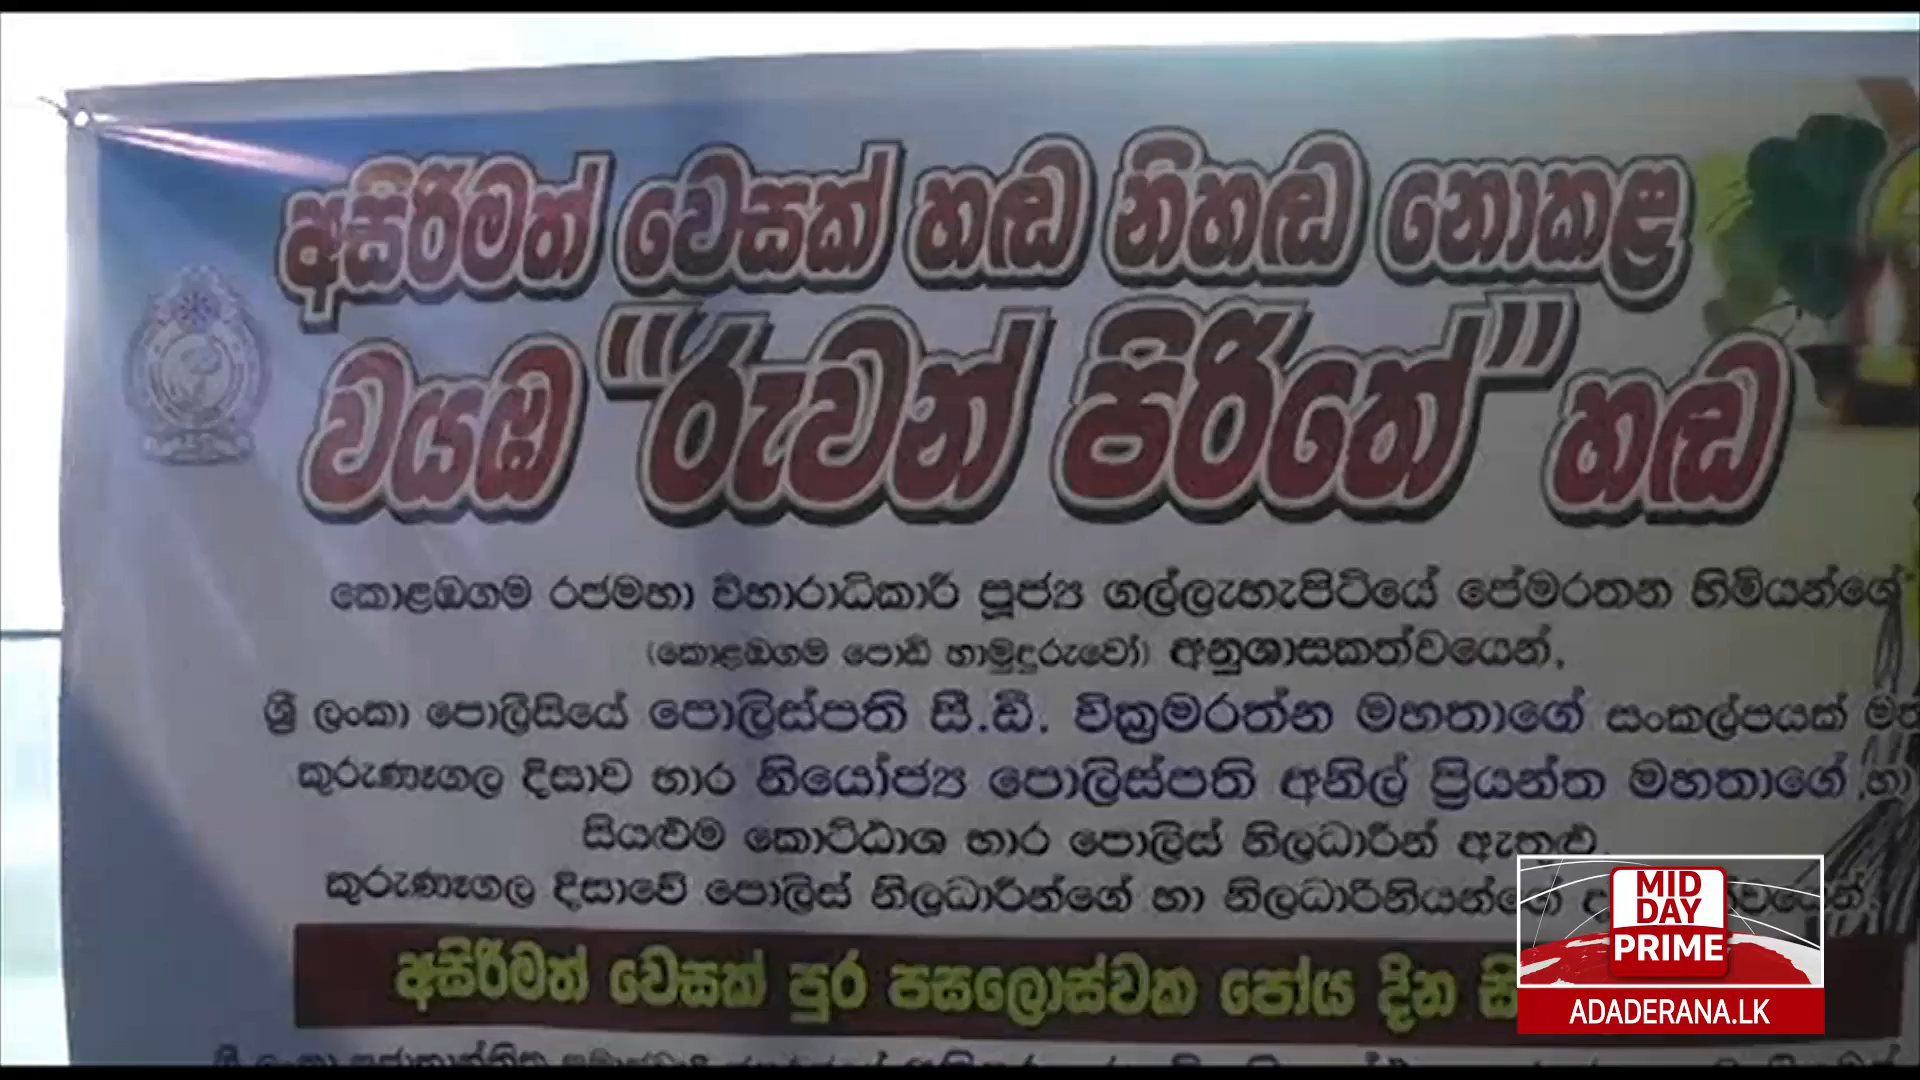 අසිරිමත් වෙසක් හඬ නිහඬ නොකළ
වයඹ "රුවන් පිරිතේ" හඬ
කොළඹගම රජමහා විහාරාධිකාරී පූජ්‍ය ගල්ලෑහැපිටියේ පේමරතන හිමියන්ගේ
(කොළඹගම පොඩි හාමුදුරුවෝ) අනුශාසකත්වයෙන්,
ශ්‍රී ලංකා පොලීසියේ පොලිස්පති සී.ඩී. වික්‍රමරත්න මහතාගේ සංකල්පයක් මත
කුරුණෑගල දිසාව භාර නියෝජ්‍ය පොලිස්පති අනිල් ප්‍රියන්ත මහතාගේ හා
සියළුම කොට්ඨාශ භාර පොලිස් නිලධාරීන් ඇතුළු
කුරුණෑගල දිසාවේ පොලිස් නිලධාරීන්ගේ හා නිලධාරිනියන්ගේ
අසිරිමත් වෙසක් පුර පසලොස්වක පෝය දින
MID
DAY
PRIME
ADADERANA.LK